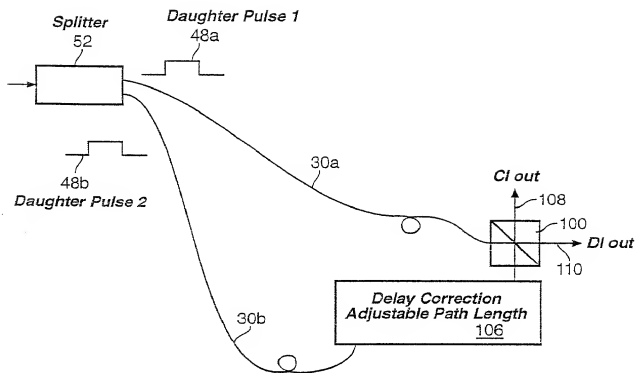 Splitter
52
Daughter Pulse 1
48a
48b
Daughter Pulse 2
30a
CI out
108
100
DI out
110
Delay Correction
Adjustable Path Length
106
30b